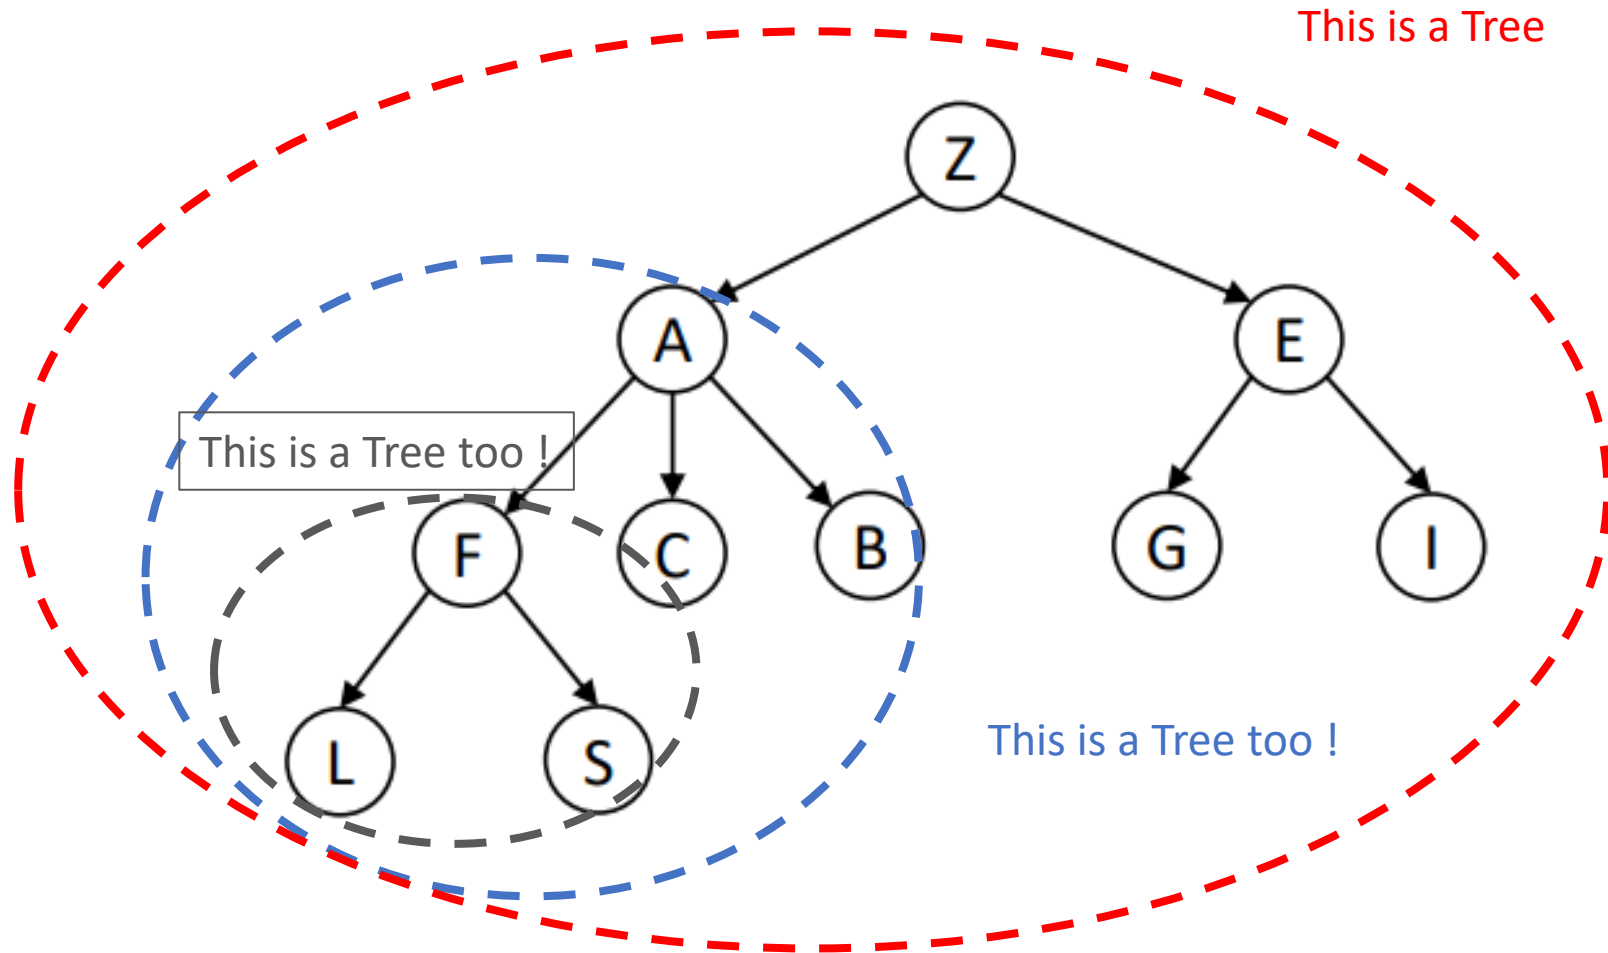 This is a Tree
Z
A
E
This is a Tree too !
F
C
B
G
I
This is a Tree too !
L
S